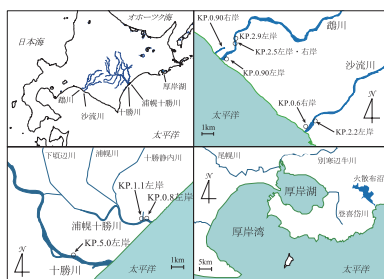 オホーツク海
日本海
厚岸湖
浦幌十勝川
十勝川
鵡川
沙流川
太平洋
KP.0.90右岸
鵡川
KP.2.9左岸
KP.2.5左岸・右岸
KP.0.90左岸
沙流川
KP.0.6右岸
KP.2.2左岸
1km
太平洋
下頃辺川
浦幌川
十勝静内川
KP.1.1左岸
KP.0.8左岸
浦幌十勝川
KP.5.0左岸
十勝川
1km
太平洋
尾幌川
別寒辺牛川
火散布沼
厚岸湖
登喜岱川
厚岸湾
5km
太平洋